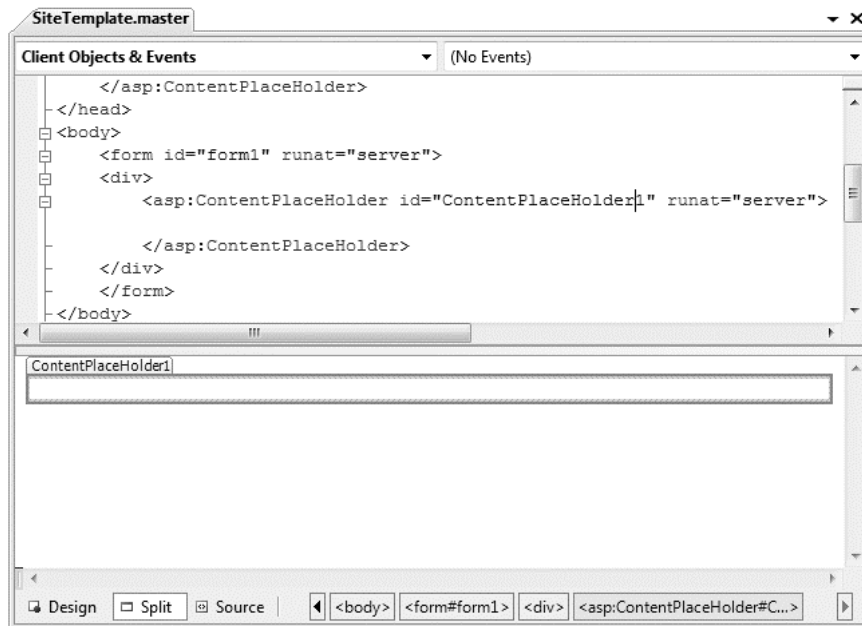 SiteTemplate.master
Client Objects & Events (No Events)
</asp:ContentPlaceHolder>
</head>
<body>
<form id="form1" runat="server">
<div>
<asp:ContentPlaceHolder id="ContentPlaceHolder1" runat="server">
</asp:ContentPlaceHolder>
</div>
</form>
</body>
ContentPlaceHolder1
Design Split Source <body> <form#form1> <div> <asp:ContentPlaceHolder#C...>